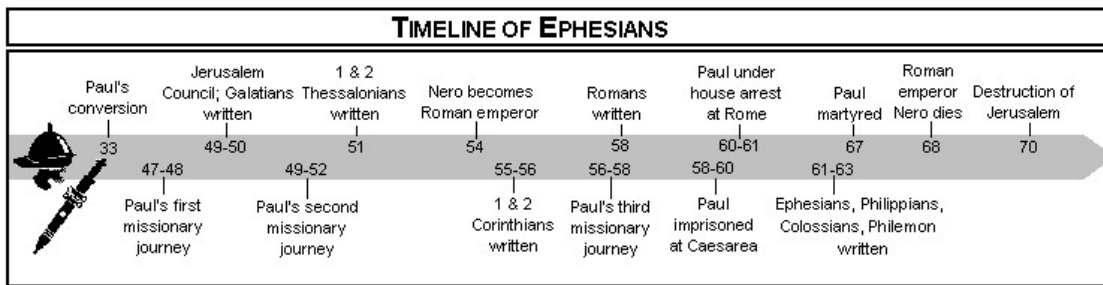 TIMELINE OF EPHESIANS
Paul's
conversion
33
47-48
Paul's first
missionary
journey
Jerusalem
Council; Galatians
written
49-50
49-52
Paul's second
missionary
journey
1 & 2
Thessalonians
written
51
Nero becomes
Roman emperor
54
55-56
1 & 2
Corinthians
written
Romans
written
58
56-58
Paul's third
missionary
journey
58-60
Paul
imprisoned
at Caesarea
Paul under
house arrest
at Rome
60-61
61-63
Ephesians, Philippians,
Colossians, Philemon
written
Paul
martyred
67
Roman
emperor
Nero dies
68
Destruction of
Jerusalem
70